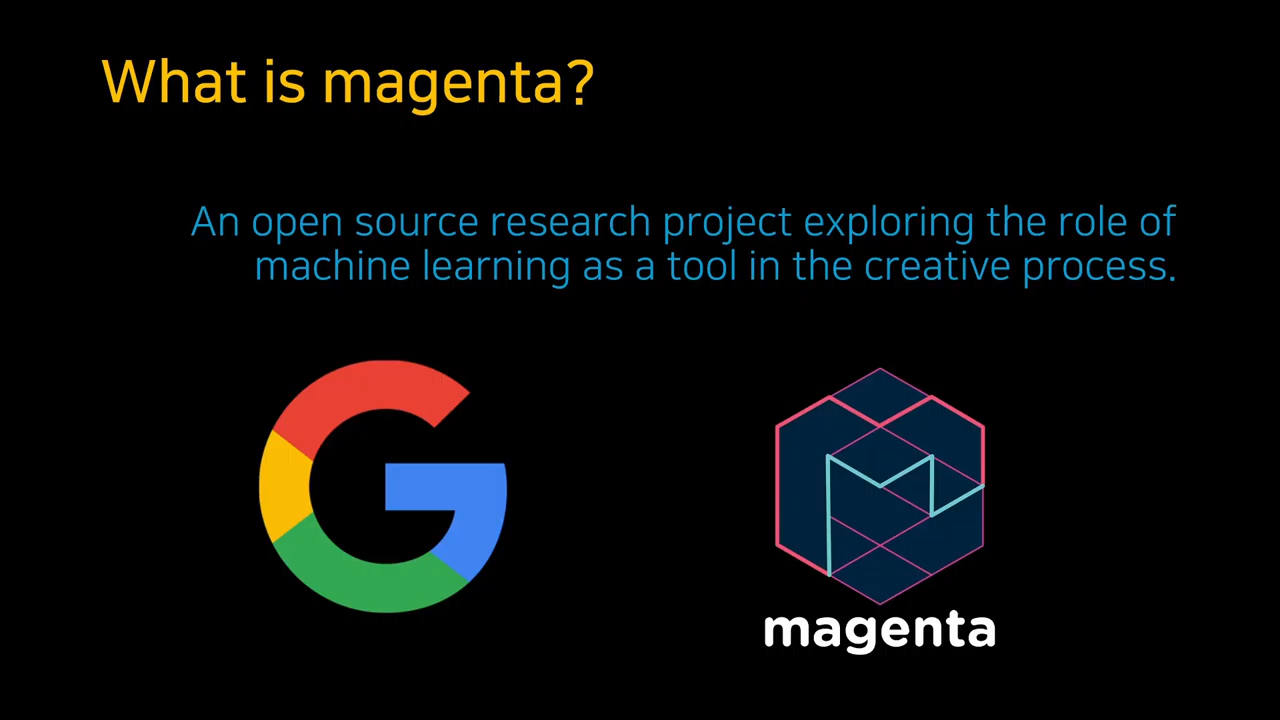 What is magenta?
An open source research project exploring the role of
machine learning as a tool in the creative process.
magenta